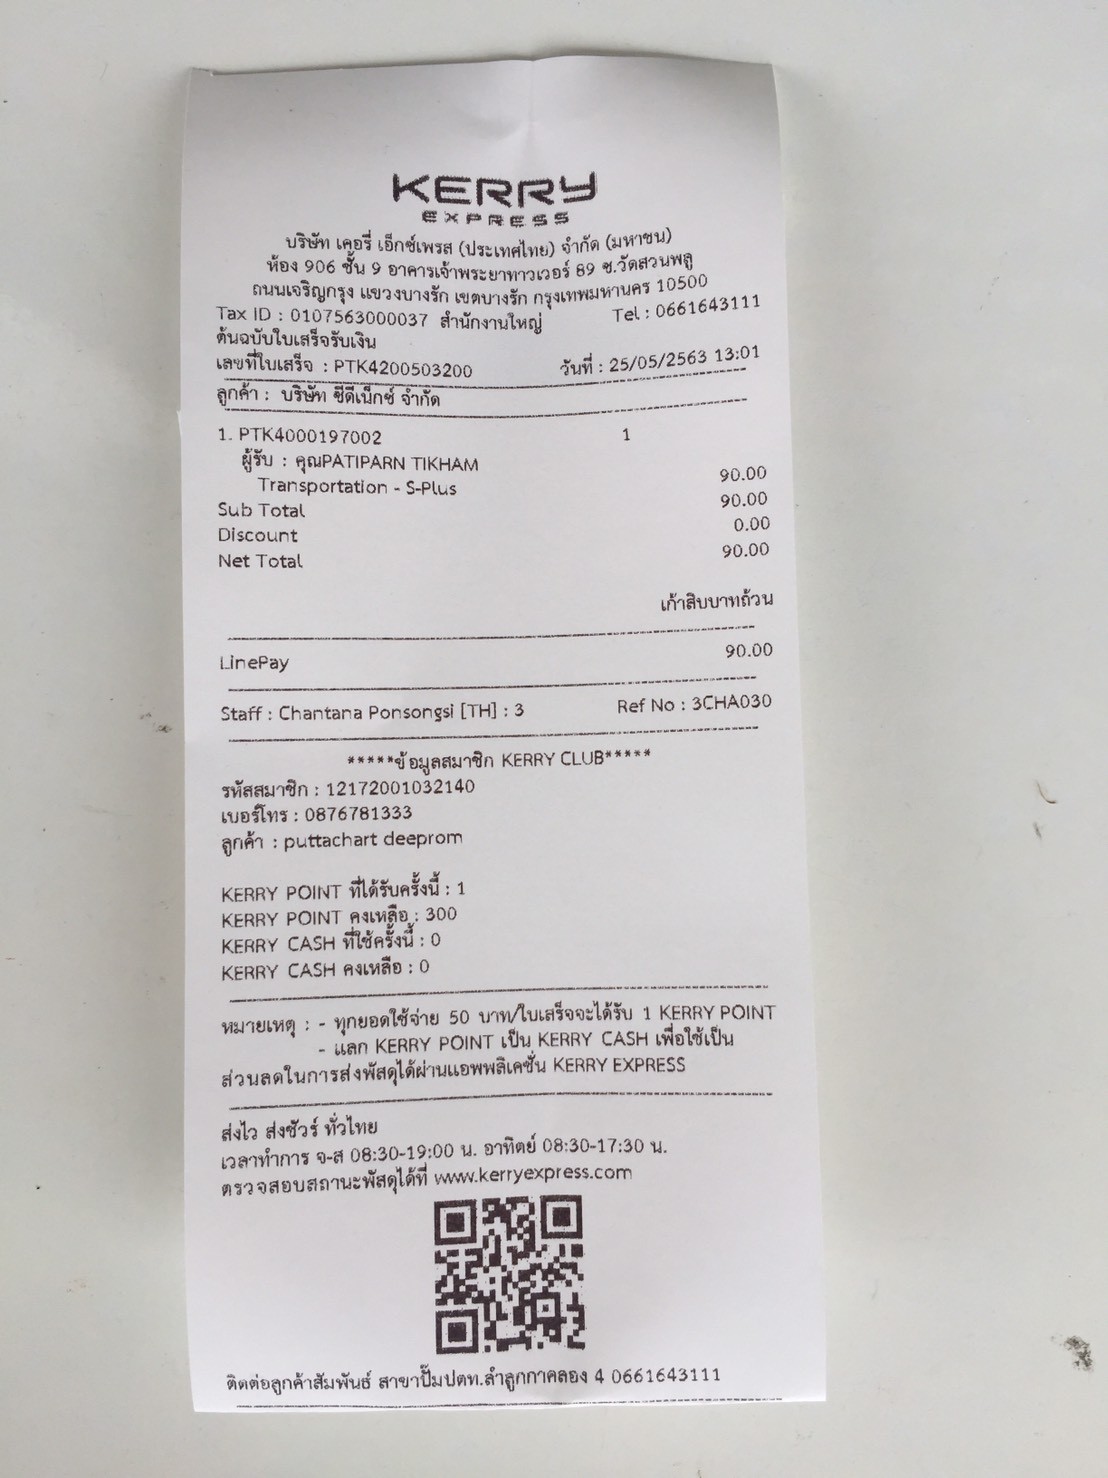 KERRY
EXPRESS
บริษัท เคอรี่ เอ็กซ์เพรส (ประเทศไทย) จำกัด (มหาชน)
ห้อง 906 ชั้น 9 อาคารเจ้าพระยาทาวเวอร์ 89 ซ.วัดสวนพลู
ถนนเจริญกรุง แขวงบางรัก เขตบางรัก กรุงเทพมหานคร 10500
Tax ID : 0107563000037 สำนักงานใหญ่ Tel : 0661643111
ต้นฉบับใบเสร็จรับเงิน
เลขที่ใบเสร็จ : PTK4200503200 วันที่ : 25/05/2563 13:01
ลูกค้า : บริษัท ซีดีเน็กซ์ จำกัด
1. PTK4000197002 1
ผู้รับ : คุณPATIPARN TIKHAM
Transportation - S-Plus 90.00
Sub Total 90.00
Discount 0.00
Net Total 90.00
เก้าสิบบาทถ้วน
LinePay 90.00
Staff : Chantana Ponsongsi [TH] : 3 Ref No : 3CHA030
*****ข้อมูลสมาชิก KERRY CLUB*****
รหัสสมาชิก : 12172001032140
เบอร์โทร : 0876781333
ลูกค้า : puttachart deeprom
KERRY POINT ที่ได้รับครั้งนี้ : 1
KERRY POINT คงเหลือ : 300
KERRY CASH ที่ใช้ครั้งนี้ : 0
KERRY CASH คงเหลือ : 0
หมายเหตุ : - ทุกยอดใช้จ่าย 50 บาท/ใบเสร็จจะได้รับ 1 KERRY POINT
- แลก KERRY POINT เป็น KERRY CASH เพื่อใช้เป็น
ส่วนลดในการส่งพัสดุได้ผ่านแอพพลิเคชั่น KERRY EXPRESS
ส่งไว ส่งชัวร์ ทั่วไทย
เวลาทำการ จ-ส 08:30-19:00 น. อาทิตย์ 08:30-17:30 น.
ตรวจสอบสถานะพัสดุได้ที่ www.kerryexpress.com
ติดต่อลูกค้าสัมพันธ์ สาขาปั๊มปตท.ลำลูกกาคลอง 4 0661643111